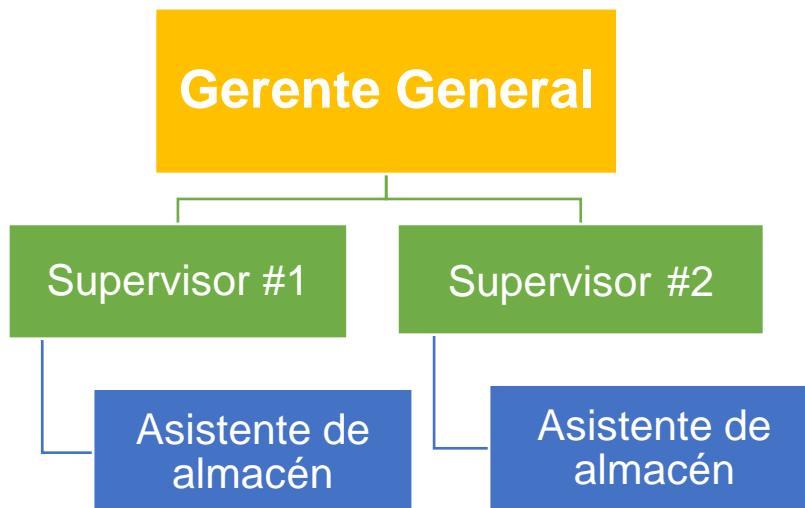 Gerente General
Supervisor #1
Supervisor #2
Asistente de
almacén
Asistente de
almacén